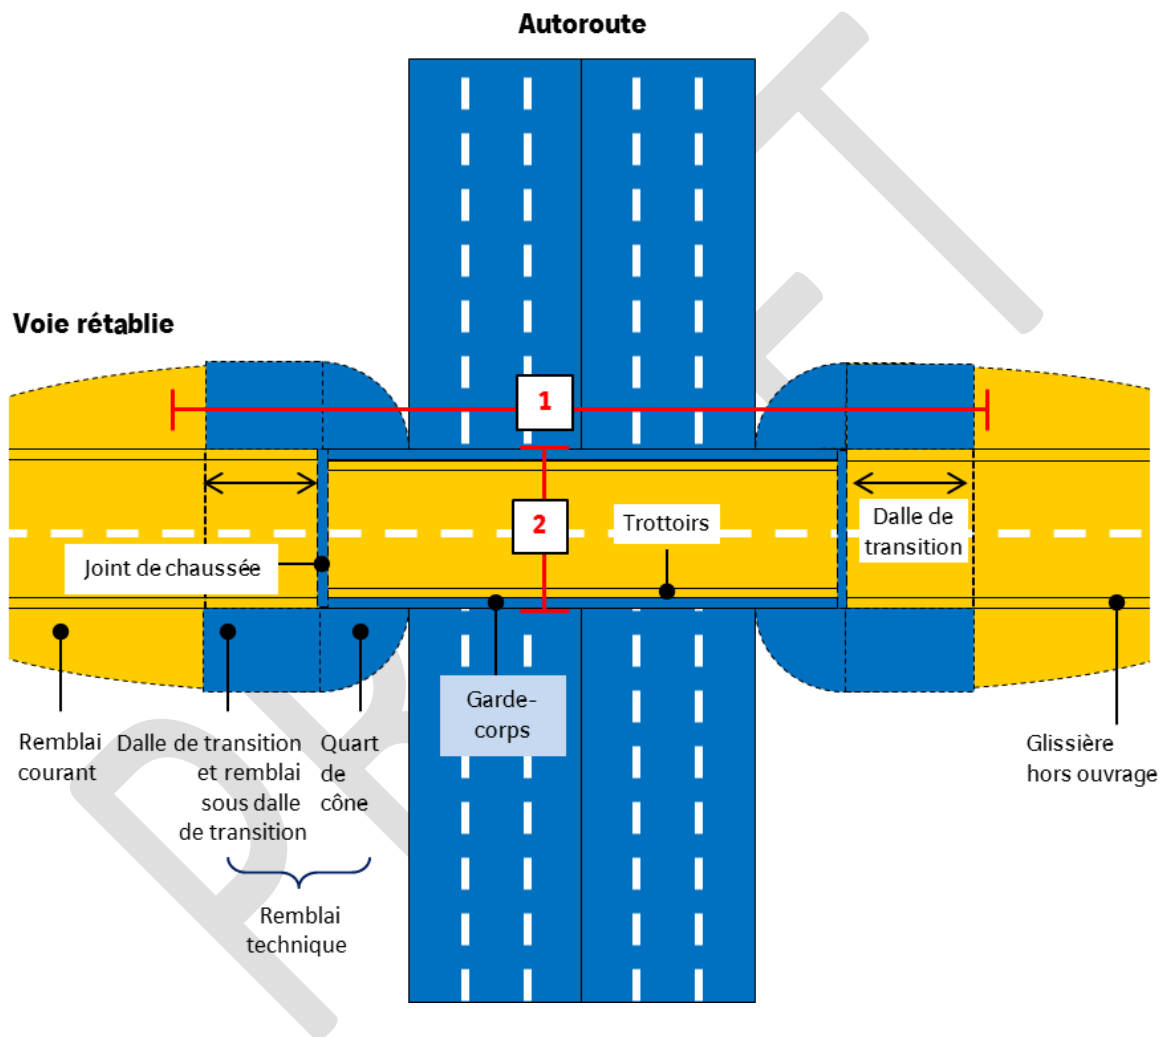 Autoroute
Voie rétablie
1
2
Trottoirs
Dalle de
transition
Joint de chaussée
Garde-
corps
Remblai
courant
Dalle de transition
et remblai
sous dalle
de transition
Quart
de
cône
Glissière
hors ouvrage
Remblai
technique